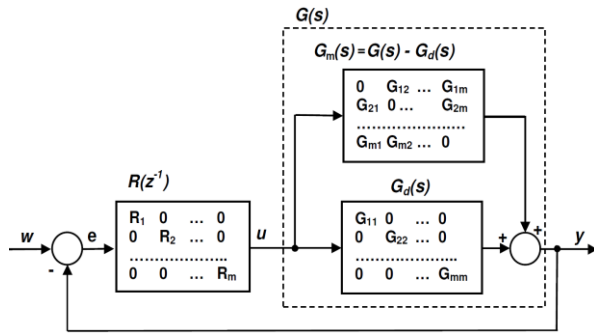 G(s)
Gₘ(s) = G(s) - G_d(s)
0 G₁₂ ... G₁ₘ
G₂₁ 0 ... G₂ₘ
......................
Gₘ₁ Gₘ₂ ... 0
R(z⁻¹)
G_d(s)
R₁ 0 ... 0
0 R₂ ... 0
......................
0 0 ... Rₘ
G₁₁ 0 ... 0
0 G₂₂ ... 0
......................
0 0 ... Gₘₘ
w
e
u
+
+
y
-